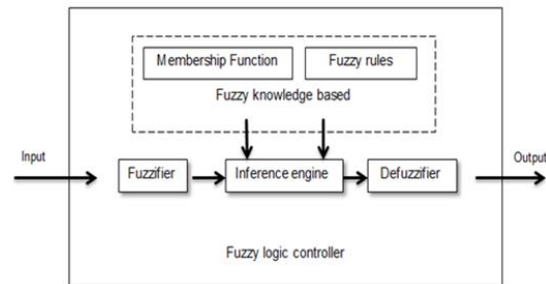 Membership Function
Fuzzy rules
Fuzzy knowledge based
Input
Fuzzifier
Inference engine
Defuzzifier
Output
Fuzzy logic controller